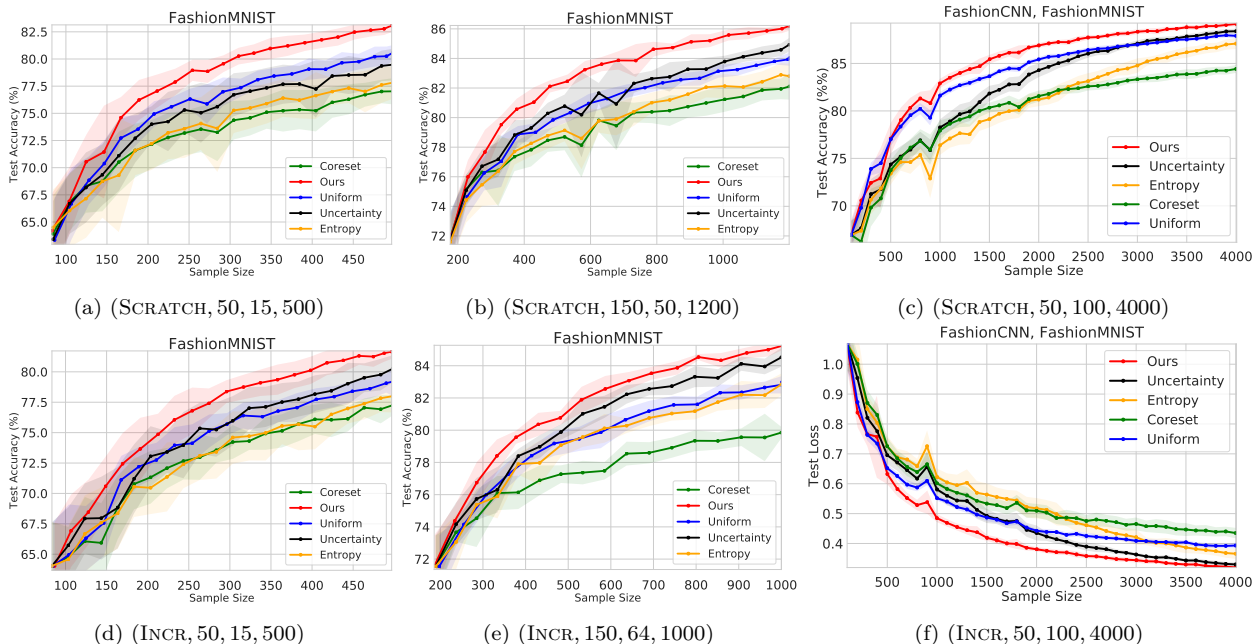 FashionMNIST
Test Accuracy (%)
82.5
80.0
77.5
75.0
72.5
70.0
67.5
65.0
100 150 200 250 300 350 400 450
Sample Size
Coreset
Ours
Uniform
Uncertainty
Entropy
(a) (SCRATCH, 50, 15, 500)
FashionMNIST
Test Accuracy (%)
86
84
82
80
78
76
74
72
200 400 600 800 1000
Sample Size
Coreset
Ours
Uniform
Uncertainty
Entropy
(b) (SCRATCH, 150, 50, 1200)
FashionCNN, FashionMNIST
Test Accuracy (%%)
85
80
75
70
500 1000 1500 2000 2500 3000 3500 4000
Sample Size
Ours
Uncertainty
Entropy
Coreset
Uniform
(c) (SCRATCH, 50, 100, 4000)
FashionMNIST
Test Accuracy (%)
80.0
77.5
75.0
72.5
70.0
67.5
65.0
100 150 200 250 300 350 400 450
Sample Size
Coreset
Ours
Uniform
Uncertainty
Entropy
(d) (INCR, 50, 15, 500)
FashionMNIST
Test Accuracy (%)
84
82
80
78
76
74
72
200 300 400 500 600 700 800 900 1000
Sample Size
Coreset
Ours
Uniform
Uncertainty
Entropy
(e) (INCR, 150, 64, 1000)
FashionCNN, FashionMNIST
Test Loss
1.0
0.9
0.8
0.7
0.6
0.5
0.4
500 1000 1500 2000 2500 3000 3500 4000
Sample Size
Ours
Uncertainty
Entropy
Coreset
Uniform
(f) (INCR, 50, 100, 4000)